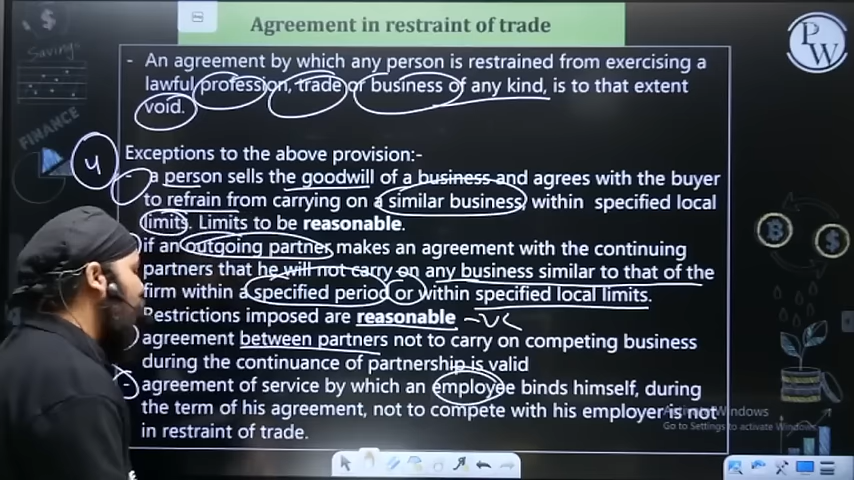 Agreement in restraint of trade
PW
Savings
FINANCE
- An agreement by which any person is restrained from exercising a
lawful profession, trade or business of any kind, is to that extent
void.
4
Exceptions to the above provision:-
a person sells the goodwill of a business and agrees with the buyer
to refrain from carrying on a similar business, within specified local
limits. Limits to be reasonable.
if an outgoing partner makes an agreement with the continuing
partners that he will not carry on any business similar to that of the
firm within a specified period or within specified local limits.
Restrictions imposed are reasonable
agreement between partners not to carry on competing business
during the continuance of partnership is valid
agreement of service by which an employee binds himself, during
the term of his agreement, not to compete with his employer is not
in restraint of trade.
Activate Windows
Go to Settings to activate Windows.